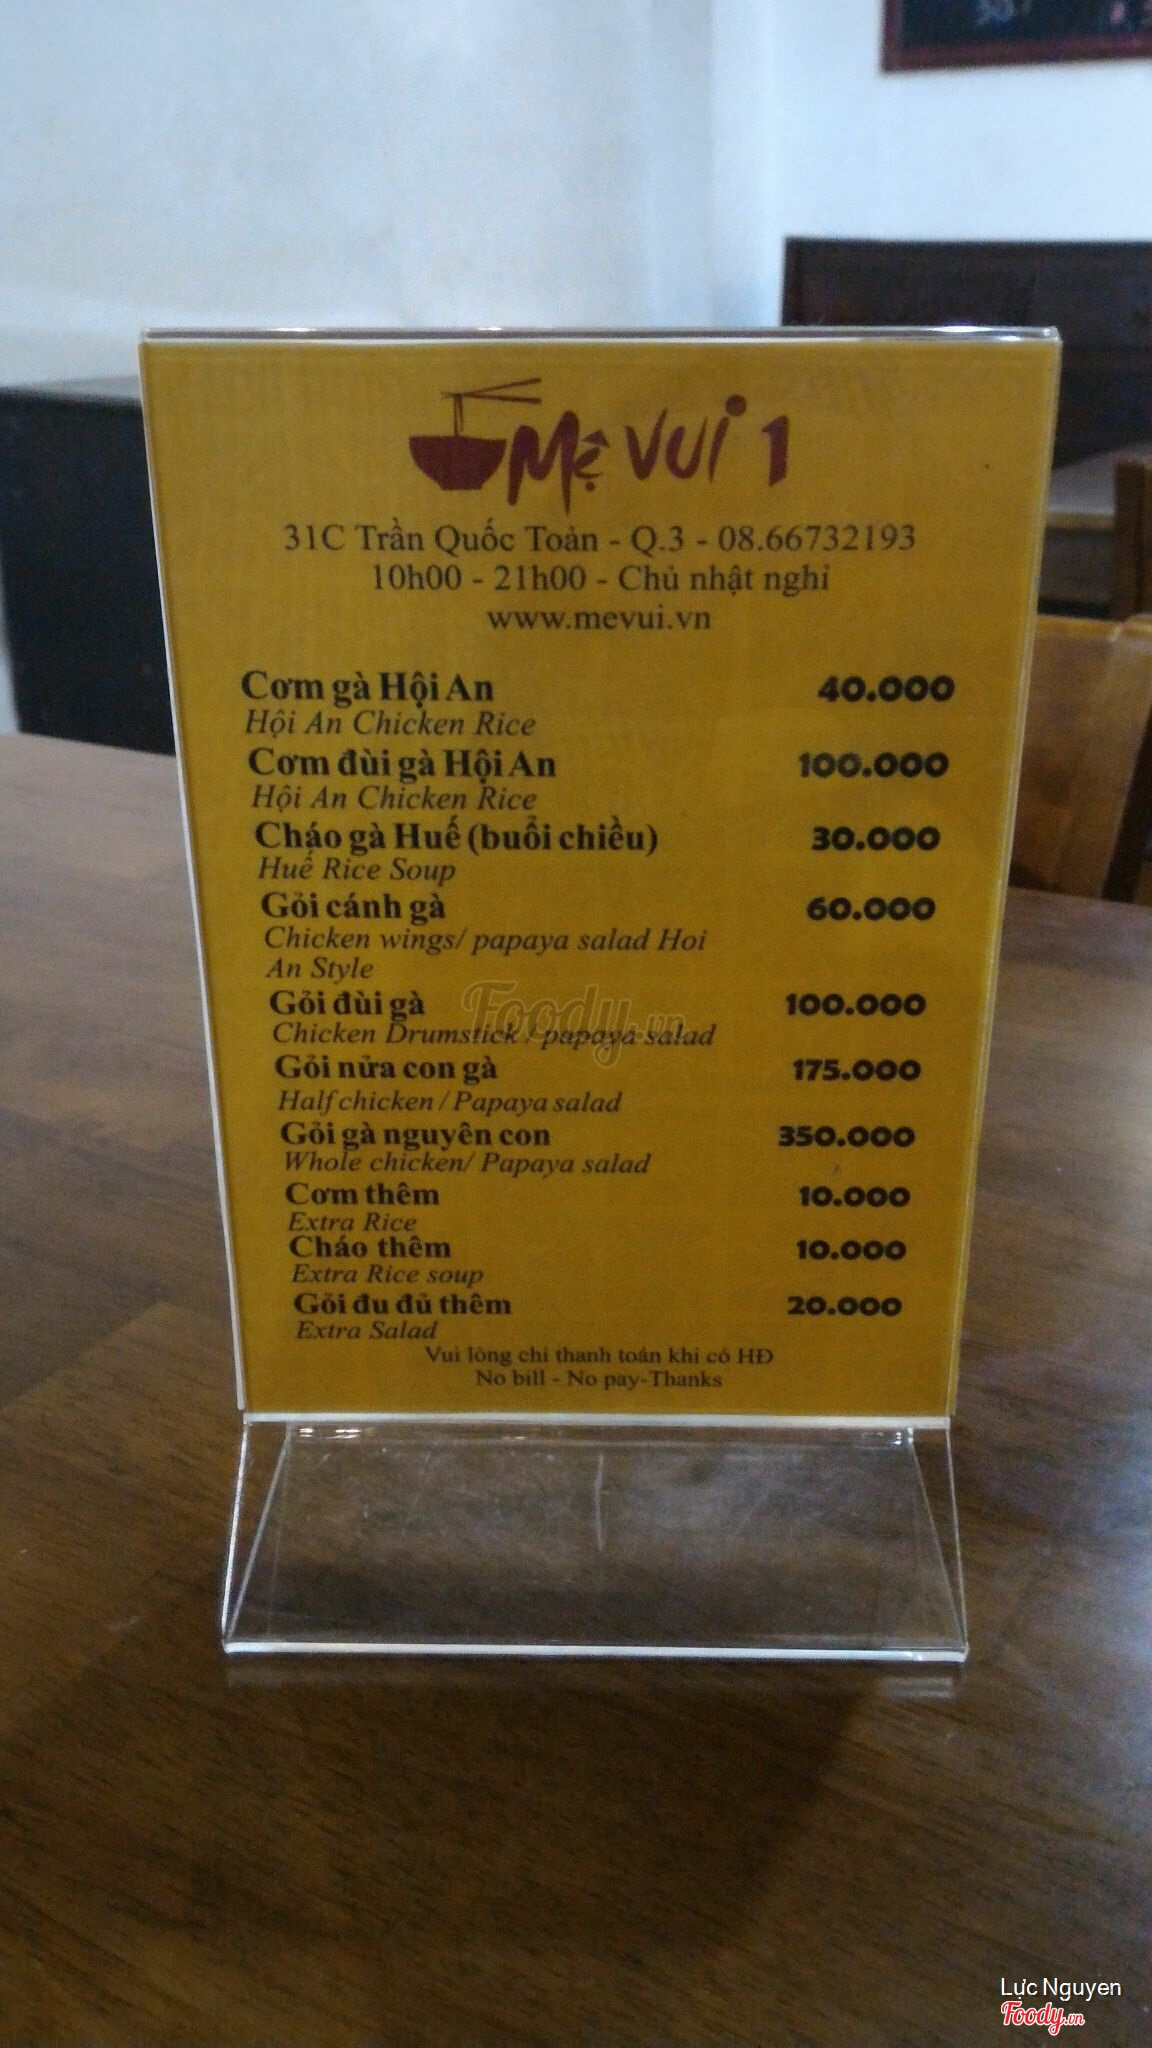 Mệ VUI 1
31C Trần Quốc Toản - Q.3 - 08.66732193
10h00 - 21h00 - Chủ nhật nghỉ
www.mevui.vn
Cơm gà Hội An 40.000
Hội An Chicken Rice
Cơm đùi gà Hội An 100.000
Hội An Chicken Rice
Cháo gà Huế (buổi chiều) 30.000
Huế Rice Soup
Gỏi cánh gà 60.000
Chicken wings/ papaya salad Hoi
An Style
Gỏi đùi gà 100.000
Chicken Drumstick / papaya salad
Gỏi nửa con gà 175.000
Half chicken / Papaya salad
Gỏi gà nguyên con 350.000
Whole chicken/ Papaya salad
Cơm thêm 10.000
Extra Rice
Cháo thêm 10.000
Extra Rice soup
Gỏi đu đủ thêm 20.000
Extra Salad
Vui lòng chỉ thanh toán khi có HĐ
No bill - No pay-Thanks
Foody.vn
Lực Nguyen
Foody.vn